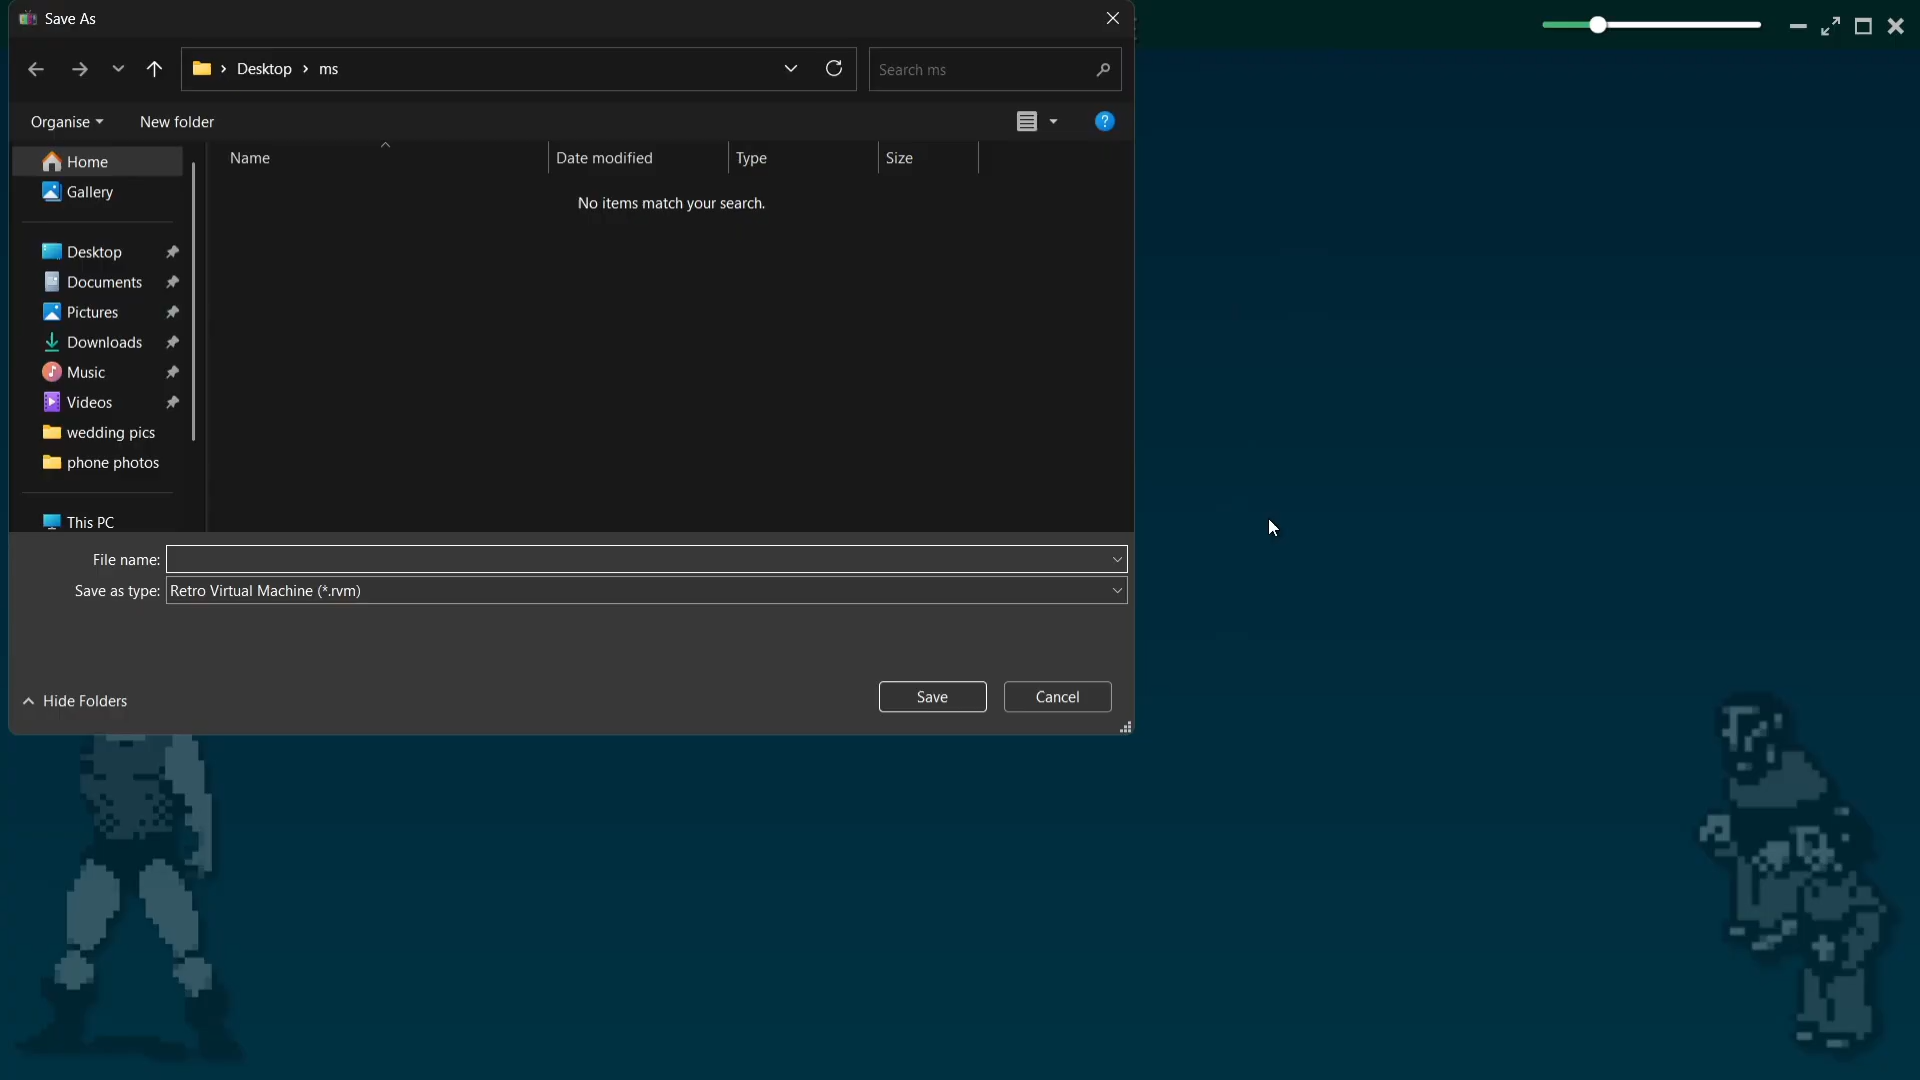 Save As
Desktop
ms
Search ms
Organise
New folder
?
Name
Date modified
Type
Size
No items match your search.
Home
Gallery
Desktop
Documents
Pictures
Downloads
Music
Videos
wedding pics
phone photos
This PC
File name:
Save as type: Retro Virtual Machine (*.rvm)
Hide Folders
Save
Cancel